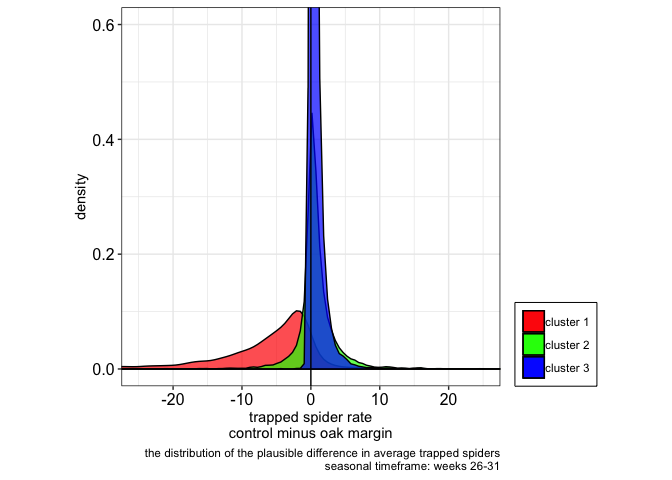 0.6
0.4
0.2
0.0
density
-20 -10 0 10 20
trapped spider rate
control minus oak margin
cluster 1
cluster 2
cluster 3
the distribution of the plausible difference in average trapped spiders
seasonal timeframe: weeks 26-31